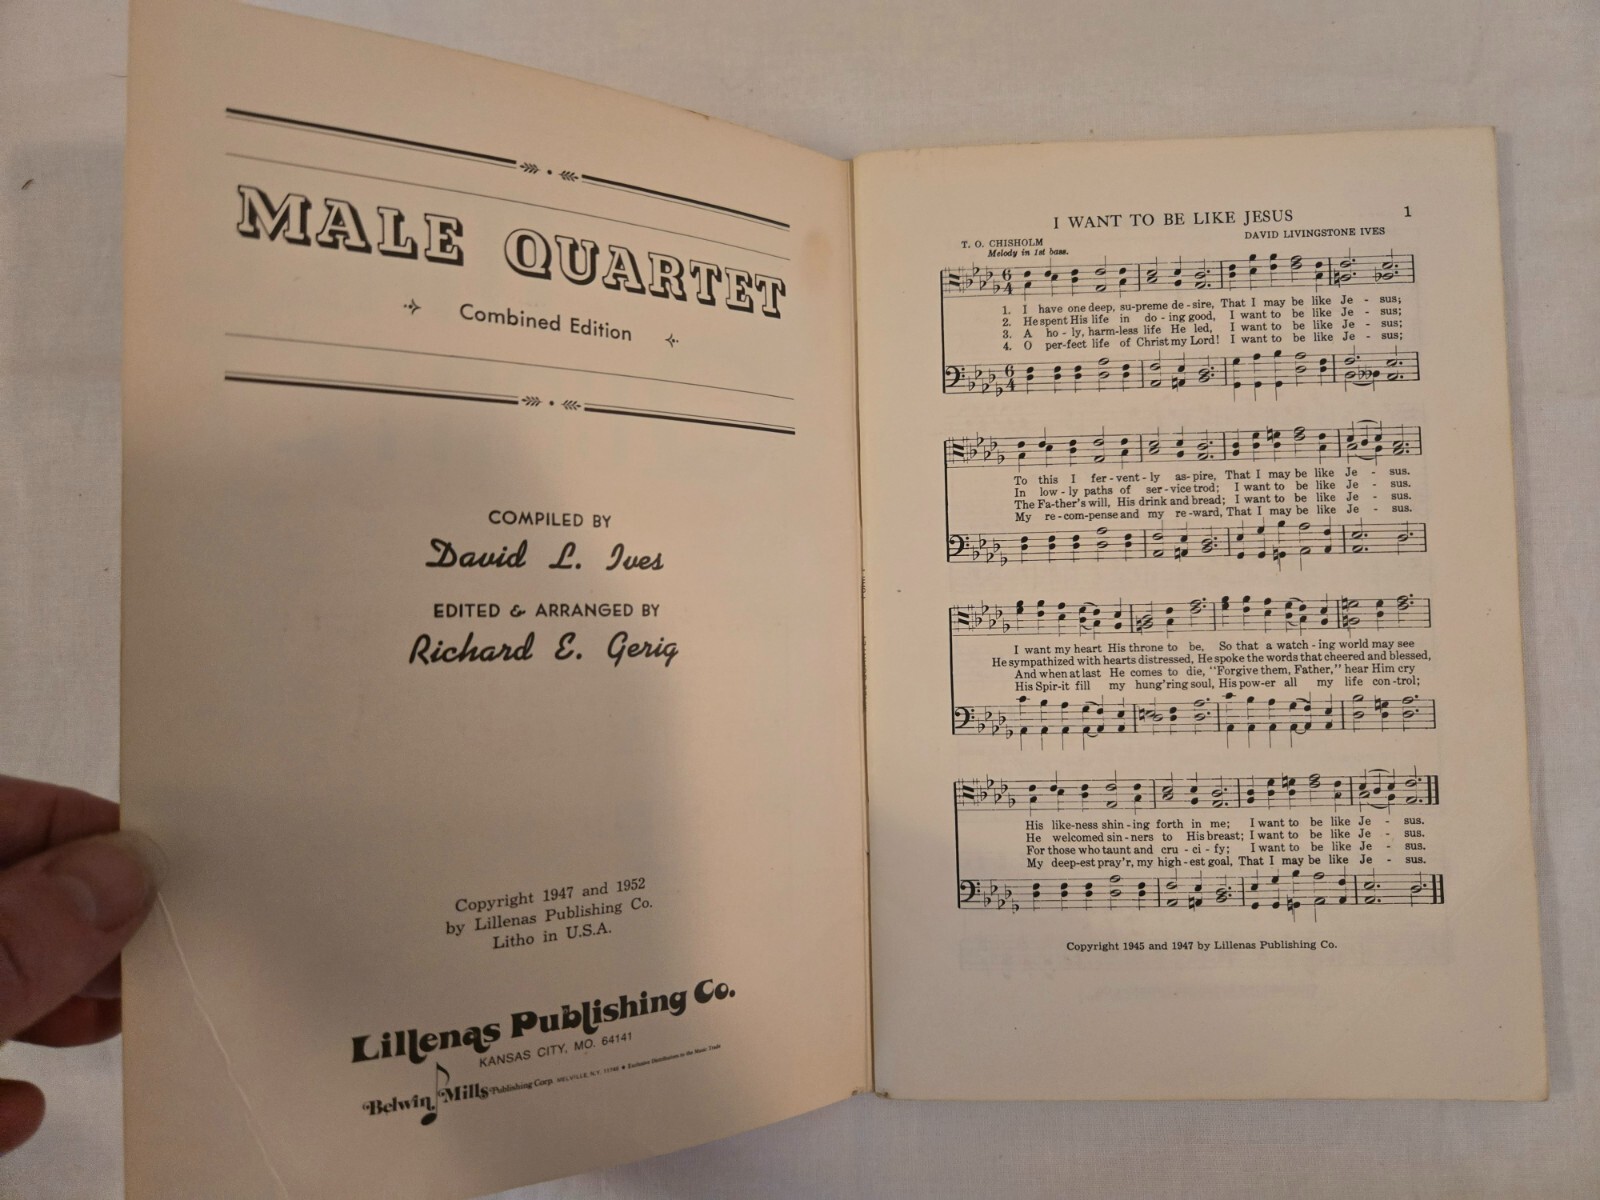 MALE QUARTET
Combined Edition
COMPILED BY
David L. Ives
EDITED & ARRANGED BY
Richard E. Gerig
Copyright 1947 and 1952
by Lillenas Publishing Co.
Litho in U.S.A.
Lillenas Publishing Co.
KANSAS CITY, MO. 64141
Belwin Mills Publishing Corp. MELVILLE, N.Y. 11746 • Exclusive Distributors to the Music Trade
I WANT TO BE LIKE JESUS 1
T. O. CHISHOLM DAVID LIVINGSTONE IVES
Melody in 1st bass.
6 4
1. I have one deep, su-preme de-sire, That I may be like Je - sus;
2. He spent His life in do-ing good, I want to be like Je - sus;
3. A ho-ly, harm-less life He led, I want to be like Je - sus;
4. O per-fect life of Christ my Lord! I want to be like Je - sus;
6 4
To this I fer-vent-ly as-pire, That I may be like Je - sus.
In low-ly paths of ser-vice trod; I want to be like Je - sus.
The Fa-ther's will, His drink and bread; I want to be like Je - sus.
My re-com-pense and my re-ward, That I may be like Je - sus.
I want my heart His throne to be, So that a watch-ing world may see
He sympathized with hearts distressed, He spoke the words that cheered and blessed,
And when at last He comes to die, "Forgive them, Father," hear Him cry
His Spir-it fill my hung'ring soul, His pow-er all my life con-trol;
His like-ness shin-ing forth in me; I want to be like Je - sus.
He welcomed sin-ners to His breast; I want to be like Je - sus.
For those who taunt and cru-ci-fy; I want to be like Je - sus.
My deep-est pray'r, my high-est goal, That I may be like Je - sus.
Copyright 1945 and 1947 by Lillenas Publishing Co.